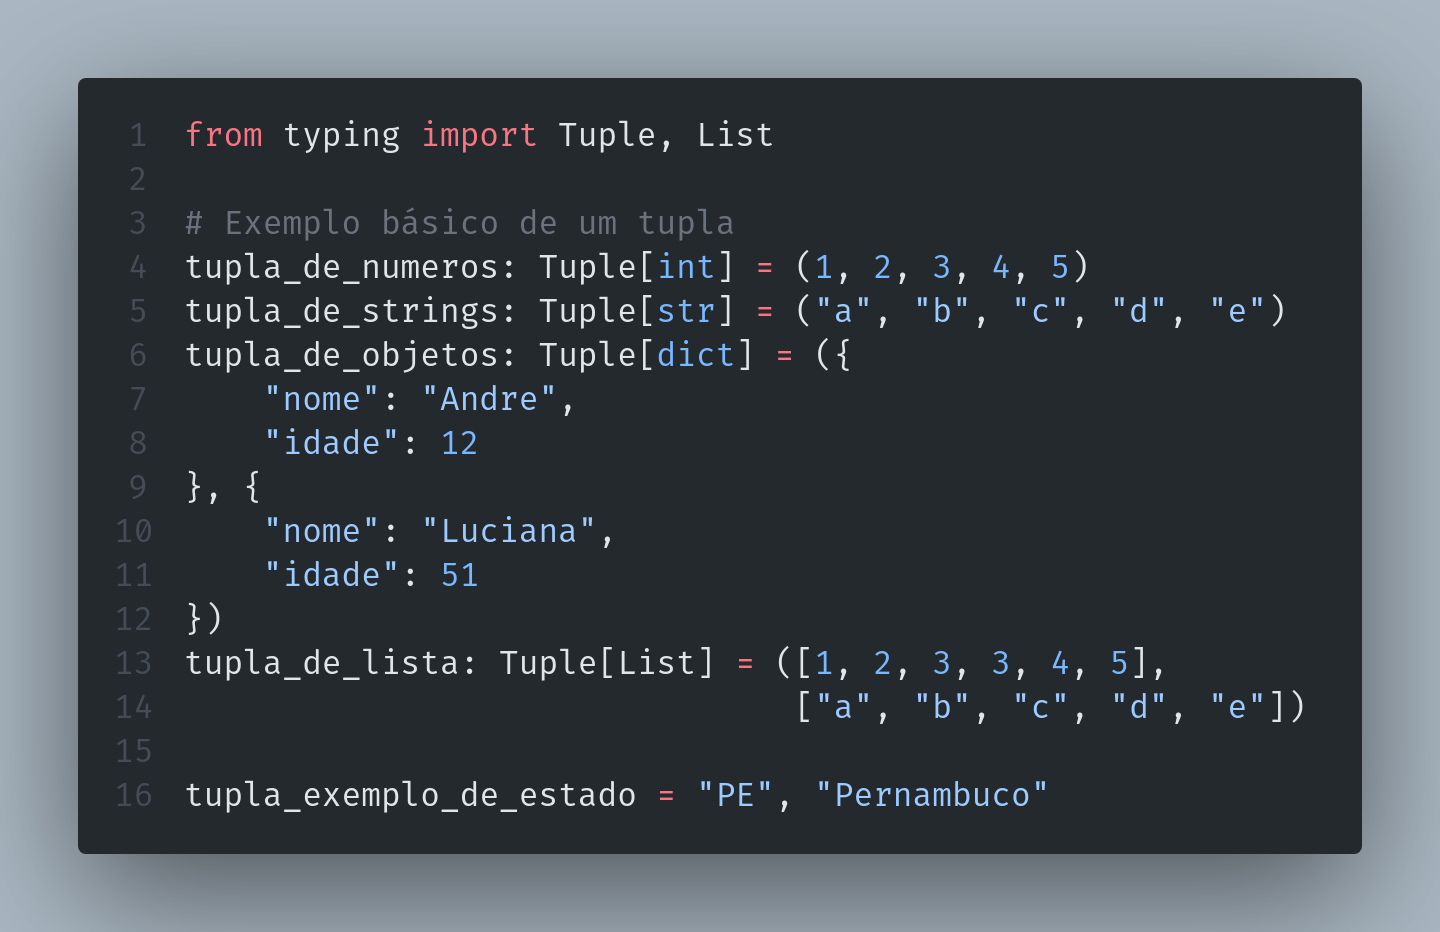 1 from typing import Tuple, List
2
3 # Exemplo básico de um tupla
4 tupla_de_numeros: Tuple[int] = (1, 2, 3, 4, 5)
5 tupla_de_strings: Tuple[str] = ("a", "b", "c", "d", "e")
6 tupla_de_objetos: Tuple[dict] = ({
7     "nome": "Andre",
8     "idade": 12
9 }, {
10     "nome": "Luciana",
11     "idade": 51
12 })
13 tupla_de_lista: Tuple[List] = ([1, 2, 3, 3, 4, 5],
14                                ["a", "b", "c", "d", "e"])
15
16 tupla_exemplo_de_estado = "PE", "Pernambuco"